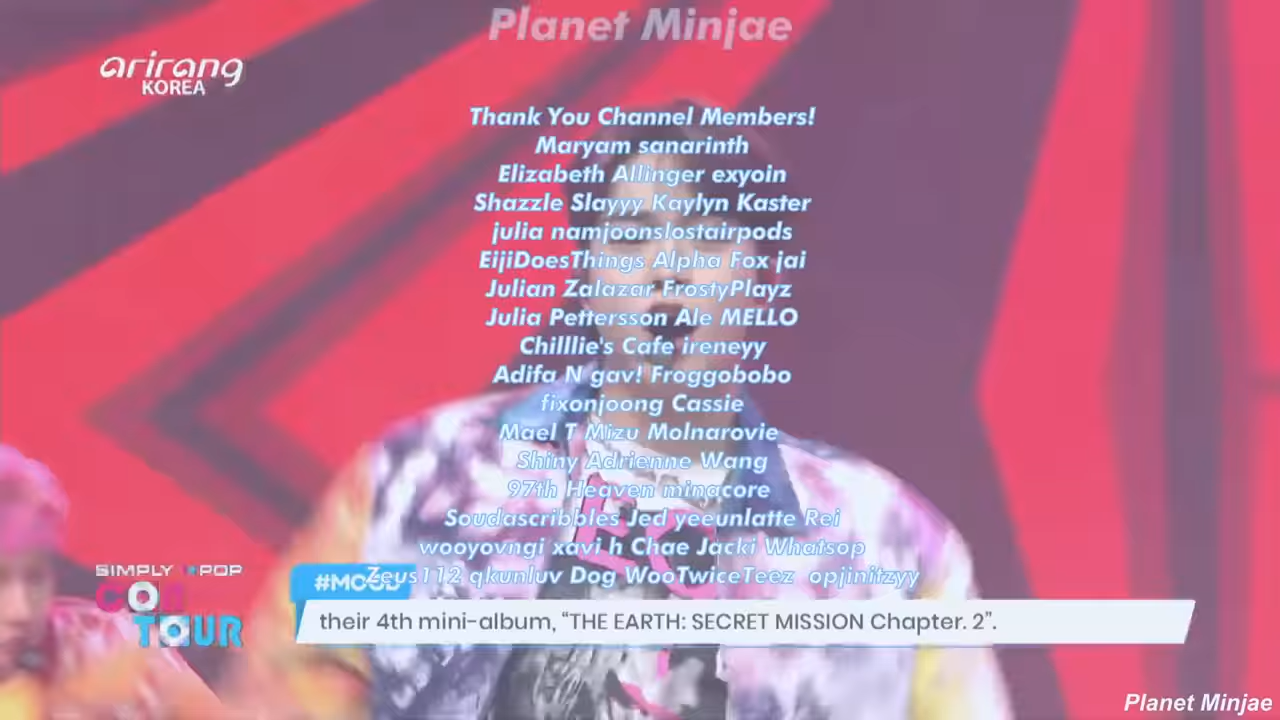 Planet Minjae
arirang
KOREA
Thank You Channel Members!
Maryam sanarinth
Elizabeth Allinger exyoin
Shazzle Slayyy Kaylyn Kaster
julia namjoonslostairpods
EijiDoesThings Alpha Fox jai
Julian Zalazar FrostyPlayz
Julia Pettersson Ale MELLO
Chilllie's Cafe ireneyy
Adifa N gav! Froggobobo
fixonjoong Cassie
Mael T Mizu Molnarovie
Shiny Adrienne Wang
97th Heaven minacore
Soudascribbles Jed yeeunlatte Rei
wooyovngi xavi h Chae Jacki Whatsop
Zeus112 qkunluv Dog WooTwiceTeez opjinitzyy
SIMPLY K-POP
CON
TOUR
#MOOD
their 4th mini-album, “THE EARTH: SECRET MISSION Chapter. 2”.
Planet Minjae